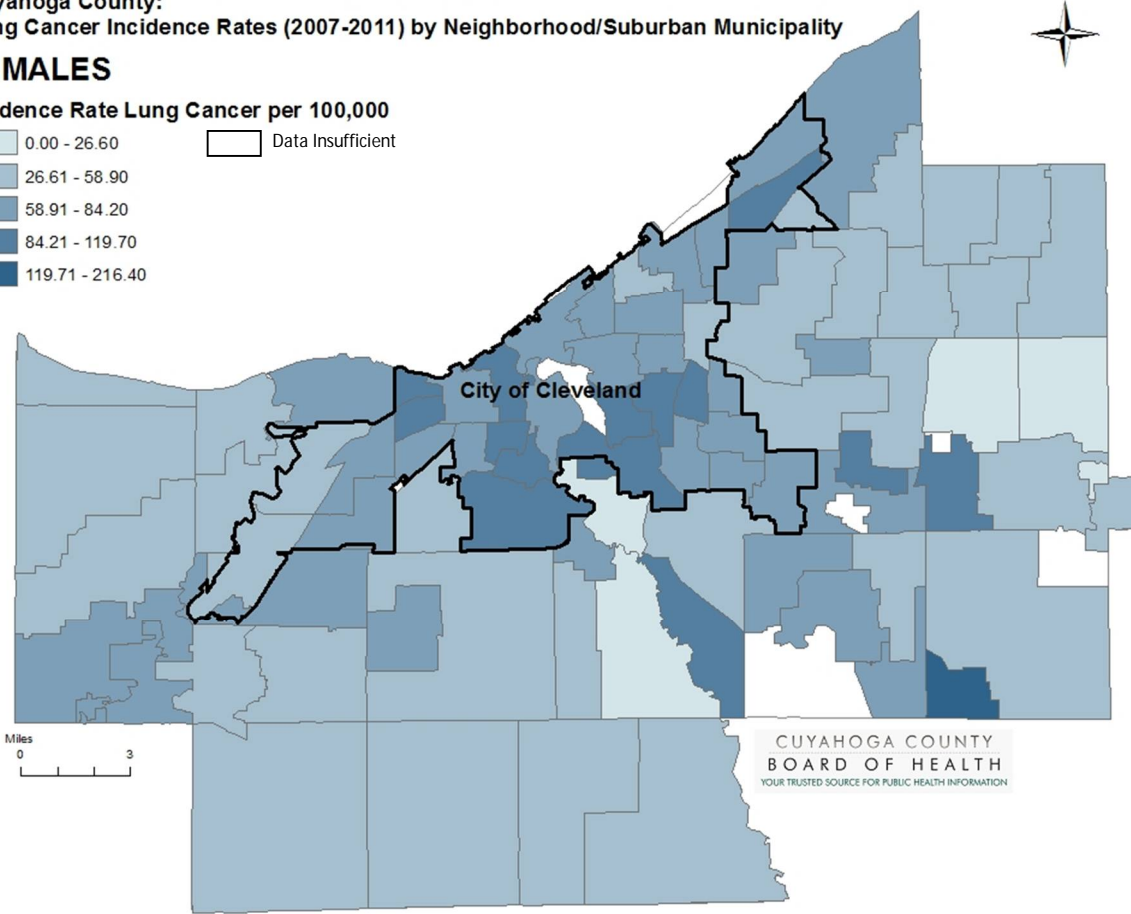 yahoga County:
ng Cancer Incidence Rates (2007-2011) by Neighborhood/Suburban Municipality
MALES
dence Rate Lung Cancer per 100,000
0.00 - 26.60
Data Insufficient
26.61 - 58.90
58.91 - 84.20
84.21 - 119.70
119.71 - 216.40
City of Cleveland
Miles
0 3
CUYAHOGA COUNTY
BOARD OF HEALTH
YOUR TRUSTED SOURCE FOR PUBLIC HEALTH INFORMATION